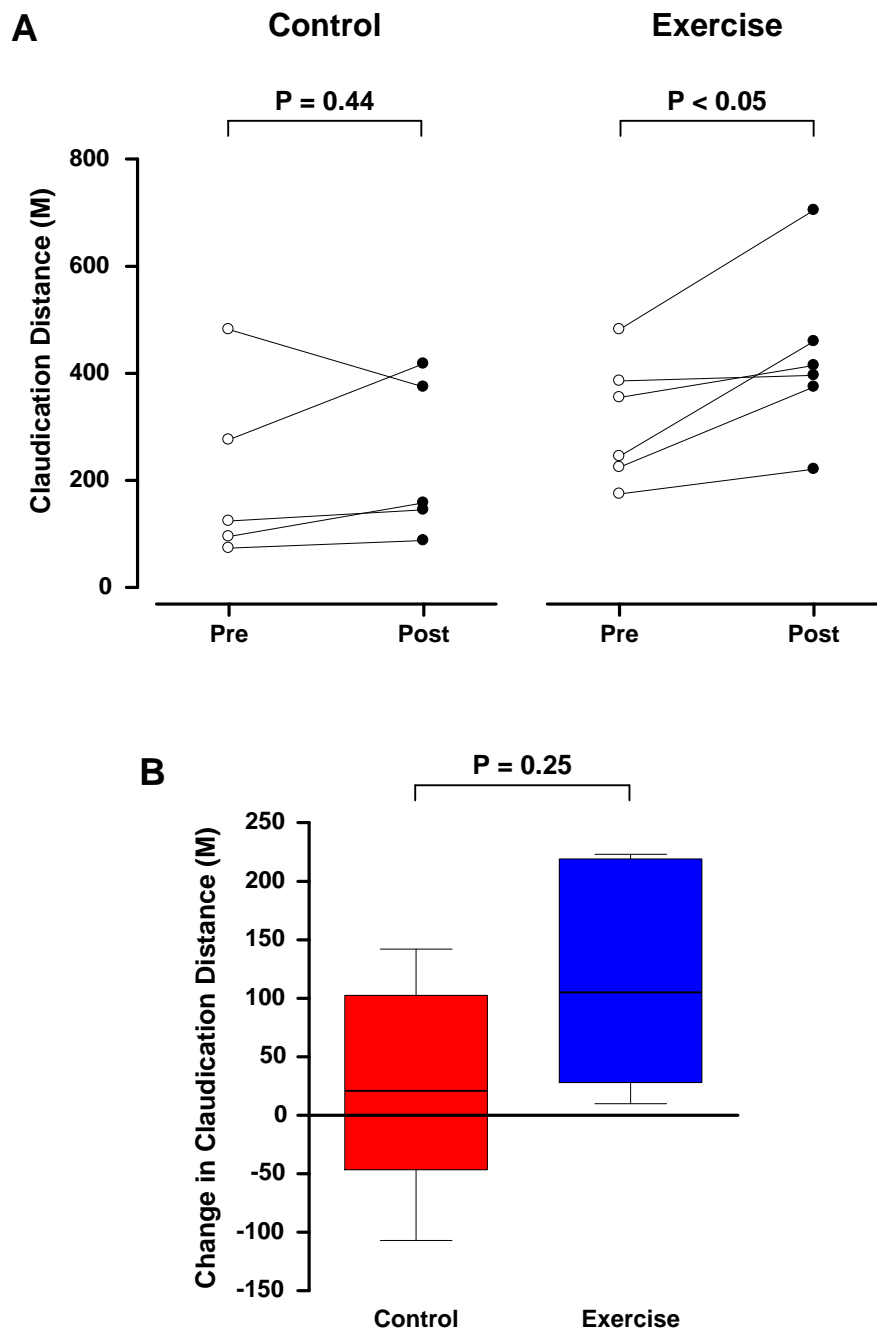 A
Control
Exercise
P = 0.44
P < 0.05
Claudication Distance (M)
800
600
400
200
0
Pre
Post
Pre
Post
B
P = 0.25
Change in Claudication Distance (M)
250
200
150
100
50
0
-50
-100
-150
Control
Exercise